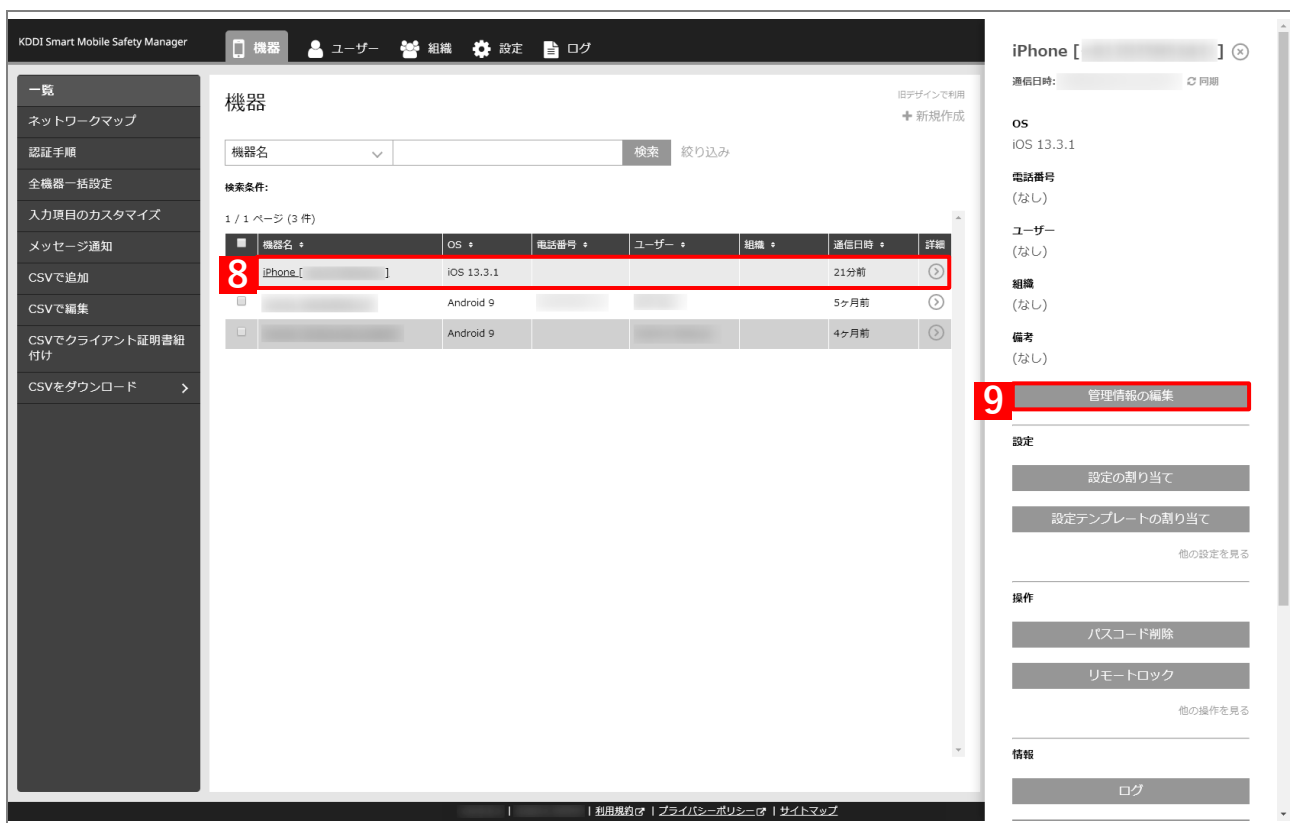 KDDI Smart Mobile Safety Manager
機器
ユーザー
組織
設定
ログ
一覧
ネットワークマップ
認証手順
全機器一括設定
入力項目のカスタマイズ
メッセージ通知
CSVで追加
CSVで編集
CSVでクライアント証明書紐
付け
CSVをダウンロード
機器
旧デザインで利用
新規作成
機器名 検索 絞り込み
検索条件:
1 / 1 ページ (3 件)
機器名 OS 電話番号 ユーザー 組織 通信日時 詳細
8 iPhone [ ] iOS 13.3.1 21分前
Android 9 5ヶ月前
Android 9 4ヶ月前
iPhone [ ]
通信日時: 同期
OS
iOS 13.3.1
電話番号
(なし)
ユーザー
(なし)
組織
(なし)
備考
(なし)
9 管理情報の編集
設定
設定の割り当て
設定テンプレートの割り当て
他の設定を見る
操作
パスコード削除
リモートロック
他の操作を見る
情報
ログ
| | 利用規約 | プライバシーポリシー | サイトマップ